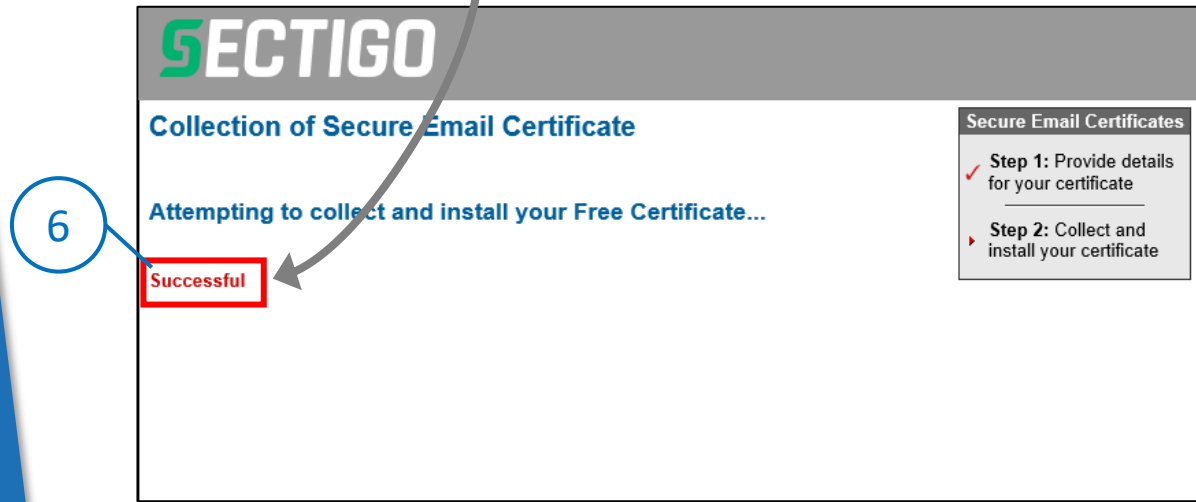 SECTIGO
Collection of Secure Email Certificate
Attempting to collect and install your Free Certificate...
6
Successful
Secure Email Certificates
Step 1: Provide details
for your certificate
Step 2: Collect and
install your certificate